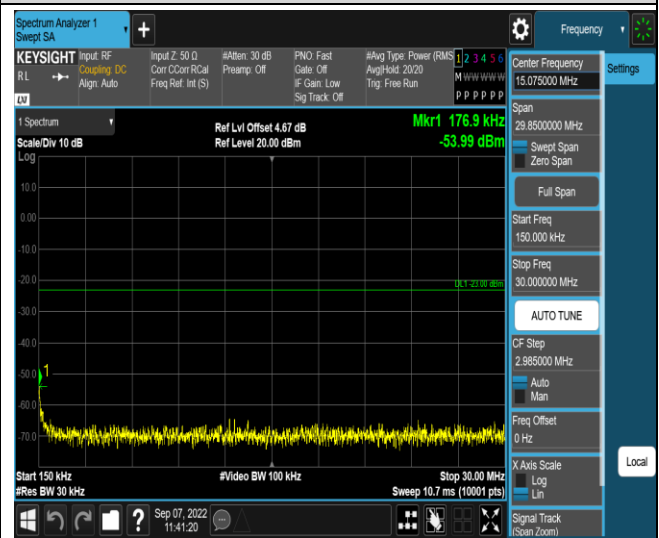 Spectrum Analyzer 1
Swept SA
Frequency
KEYSIGHT
RL
LXI
Input: RF
Coupling: DC
Align: Auto
Input Z: 50 Ω
Corr CCorr RCal
Freq Ref: Int (S)
#Atten: 30 dB
Preamp: Off
PNO: Fast
Gate: Off
IF Gain: Low
Sig Track: Off
#Avg Type: Power (RMS
Avg|Hold: 20/20
Trig: Free Run
1 2 3 4 5 6
M W W W W W
P P P P P P
1 Spectrum
Scale/Div 10 dB
Log
Ref Lvl Offset 4.67 dB
Ref Level 20.00 dBm
Mkr1 176.9 kHz
-53.99 dBm
10.0
0.00
-10.0
-20.0
DL1 -23.00 dBm
-30.0
-40.0
-50.0
1
-60.0
-70.0
Start 150 kHz
#Res BW 30 kHz
#Video BW 100 kHz
Stop 30.00 MHz
Sweep 10.7 ms (10001 pts)
Sep 07, 2022
11:41:20
Center Frequency
15.075000 MHz
Span
29.8500000 MHz
Swept Span
Zero Span
Full Span
Start Freq
150.000 kHz
Stop Freq
30.000000 MHz
AUTO TUNE
CF Step
2.985000 MHz
Auto
Man
Freq Offset
0 Hz
X Axis Scale
Log
Lin
Signal Track
(Span Zoom)
Settings
Local